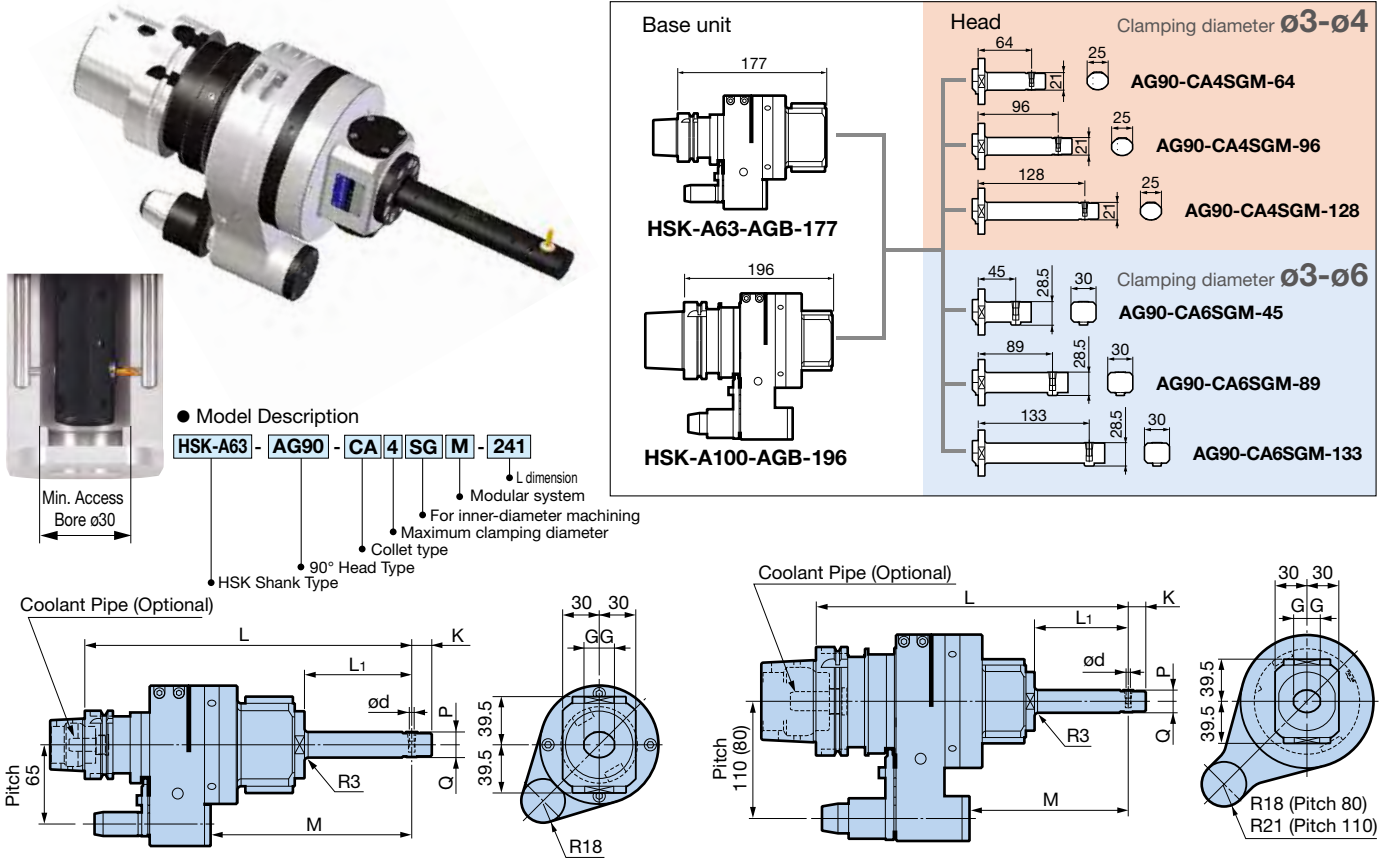 Base unit
177
HSK-A63-AGB-177
196
HSK-A100-AGB-196
Head
Clamping diameter ø3-ø4
64
21
25
AG90-CA4SGM-64
96
21
25
AG90-CA4SGM-96
128
21
25
AG90-CA4SGM-128
Clamping diameter ø3-ø6
45
28.5
30
AG90-CA6SGM-45
89
28.5
30
AG90-CA6SGM-89
133
28.5
30
AG90-CA6SGM-133
Min. Access
Bore ø30
● Model Description
HSK-A63 - AG90 - CA 4 SG M - 241
L dimension
Modular system
For inner-diameter machining
Maximum clamping diameter
Collet type
90° Head Type
HSK Shank Type
Coolant Pipe (Optional)
L
K
L1
ød
P
Q
R3
M
Pitch
65
30 30
G G
39.5
39.5
R18
Coolant Pipe (Optional)
L
K
L1
ød
P
Q
R3
M
Pitch
110 (80)
30 30
G G
39.5
39.5
R18 (Pitch 80)
R21 (Pitch 110)